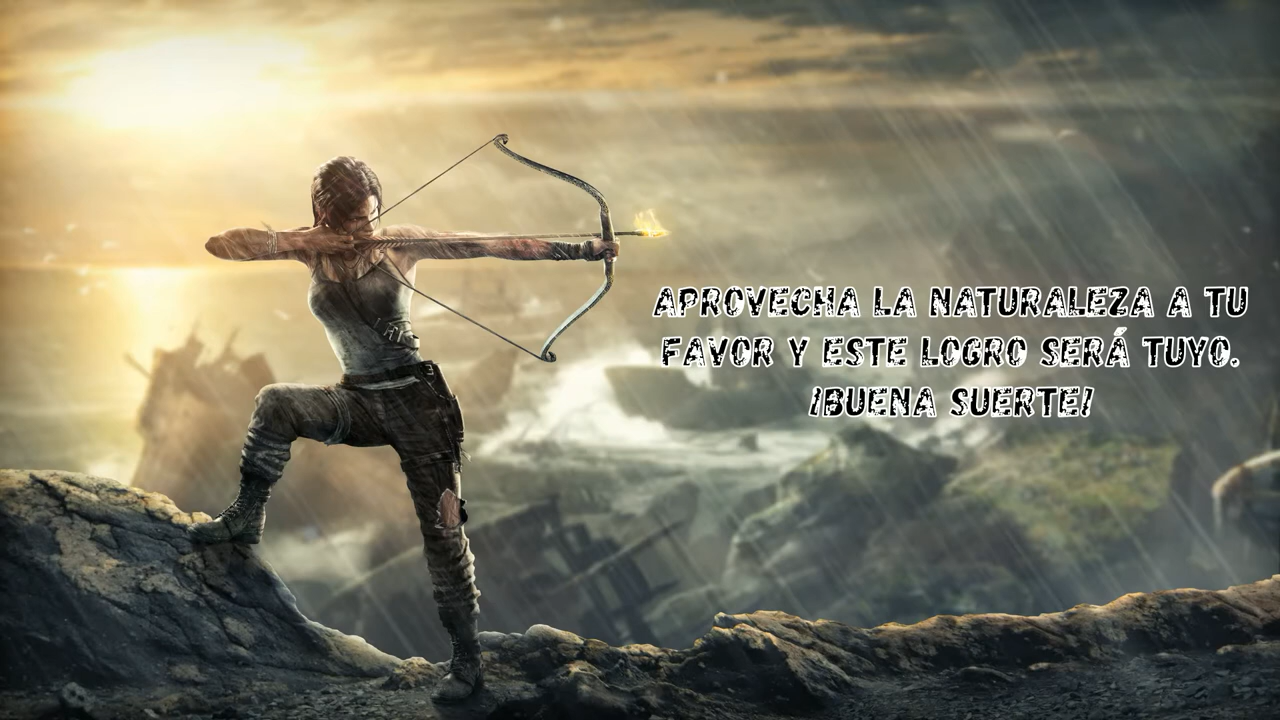 APROVECHA LA NATURALEZA A TU
FAVOR Y ESTE LOGRO SERÁ TUYO.
¡BUENA SUERTE!